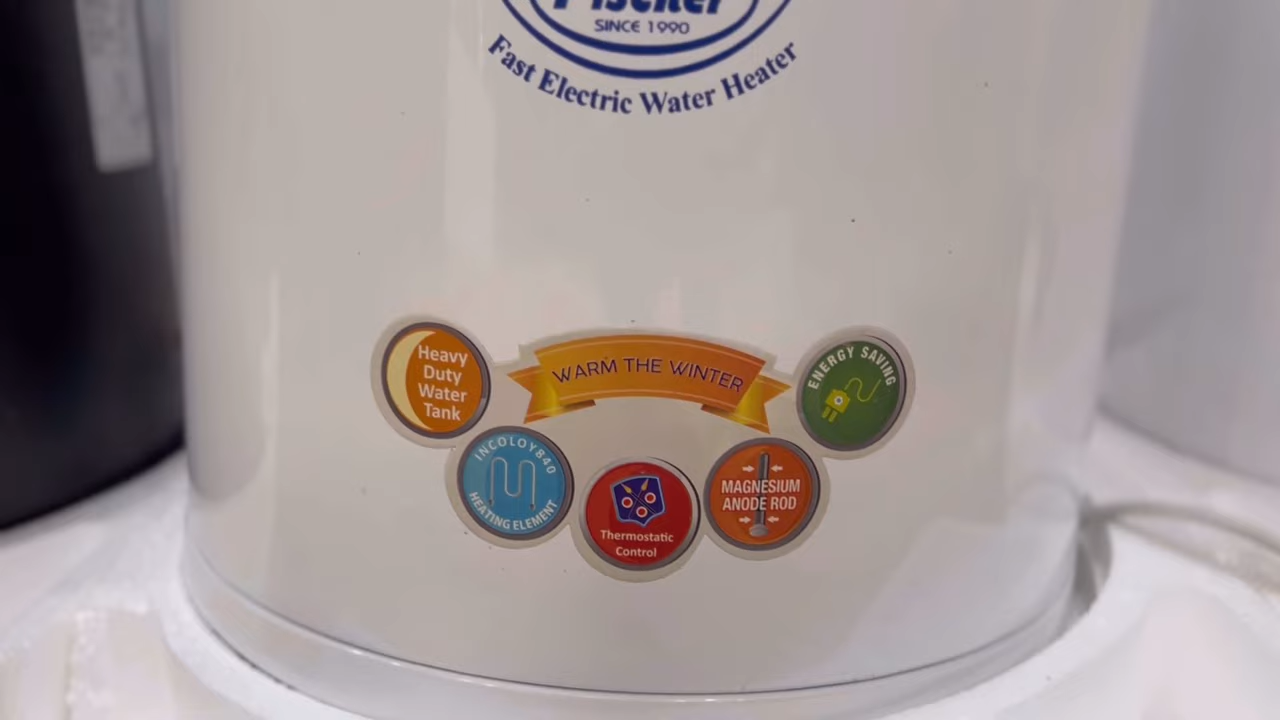 Fischer
SINCE 1990
Fast Electric Water Heater
Heavy
Duty
Water
Tank
WARM THE WINTER
ENERGY SAVING
INCOLOY840
HEATING ELEMENT
Thermostatic
Control
MAGNESIUM
ANODE ROD